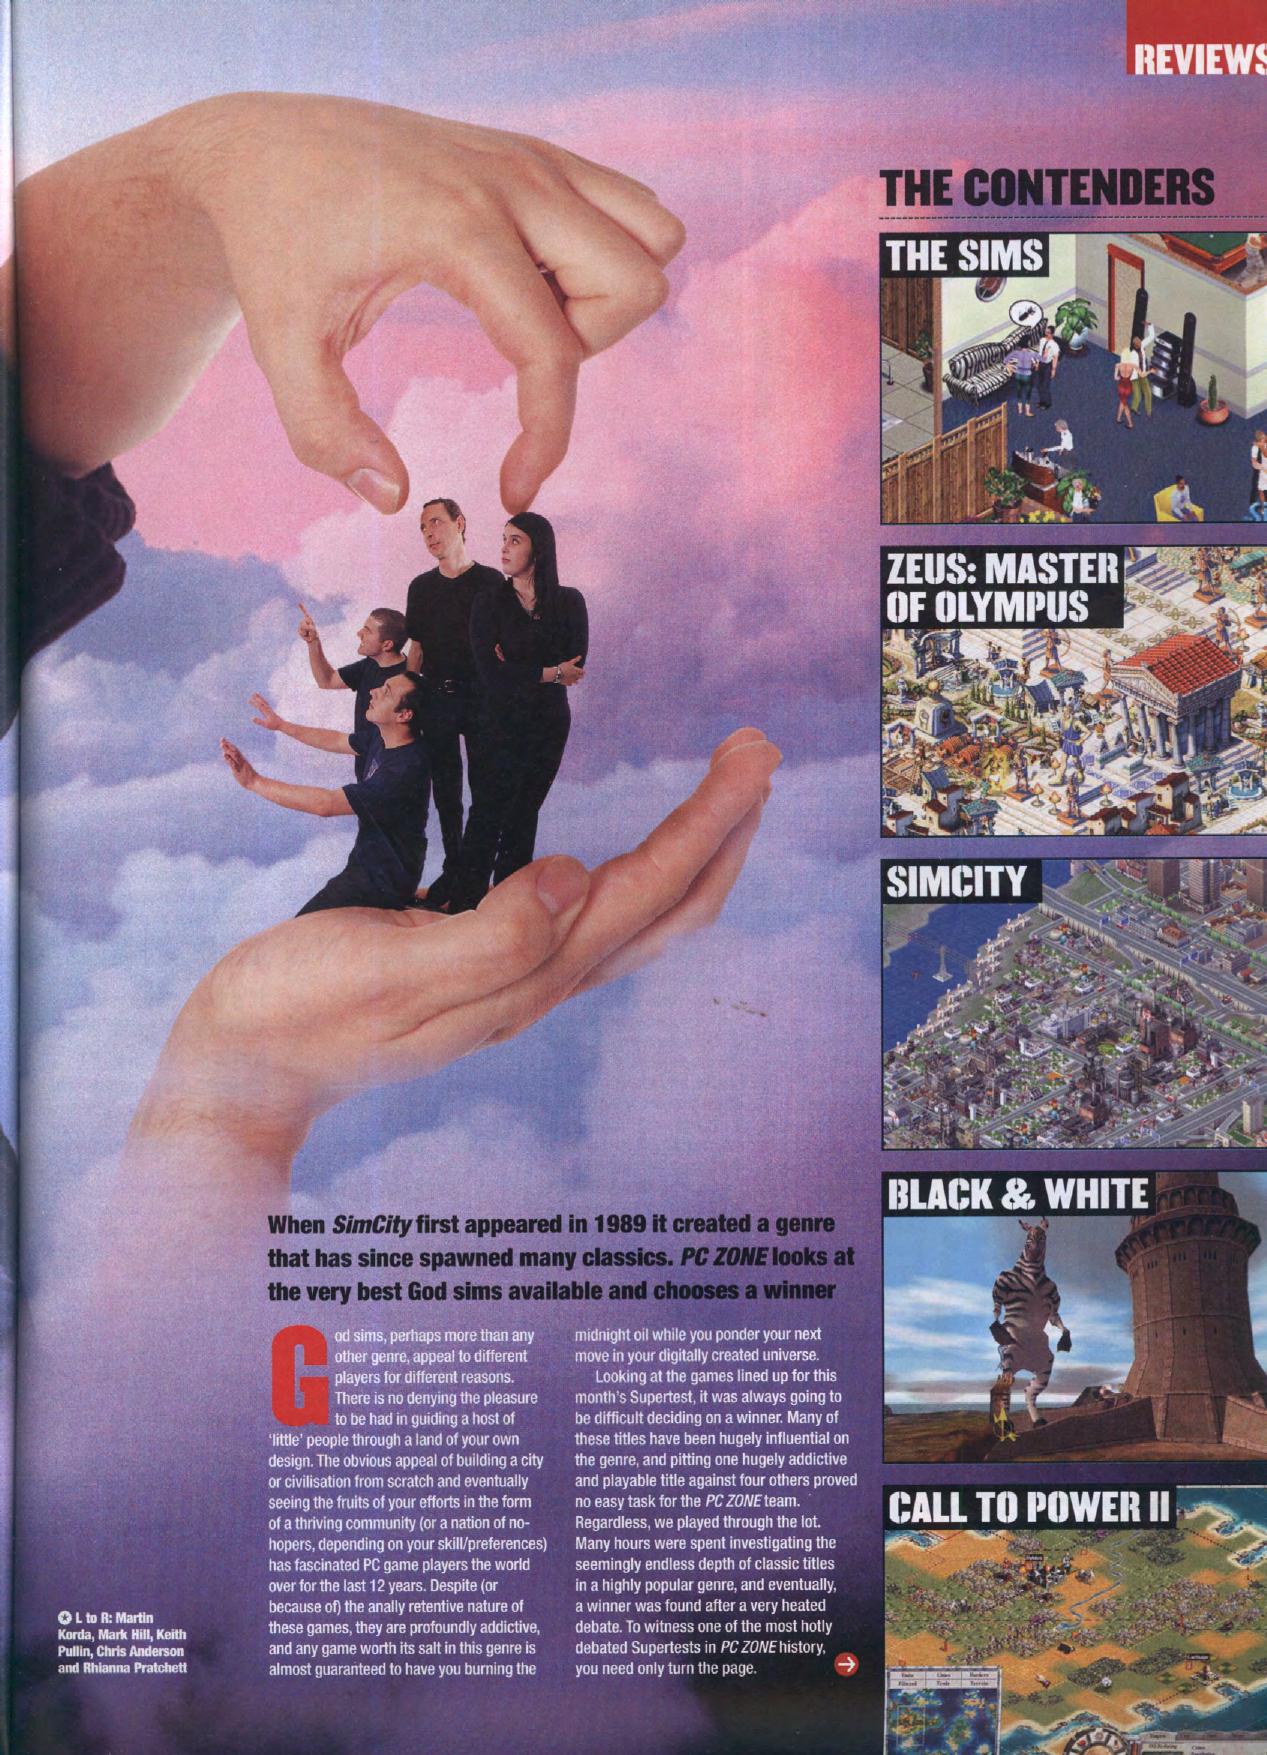 REVIEWS
THE CONTENDERS
THE SIMS
ZEUS: MASTER
OF OLYMPUS
SIMCITY
BLACK & WHITE
CALL TO POWER II
When SimCity first appeared in 1989 it created a genre
that has since spawned many classics. PC ZONE looks at
the very best God sims available and chooses a winner
God sims, perhaps more than any
other genre, appeal to different
players for different reasons.
There is no denying the pleasure
to be had in guiding a host of
'little' people through a land of your own
design. The obvious appeal of building a city
or civilisation from scratch and eventually
seeing the fruits of your efforts in the form
of a thriving community (or a nation of no-
hopers, depending on your skill/preferences)
has fascinated PC game players the world
over for the last 12 years. Despite (or
because of) the anally retentive nature of
these games, they are profoundly addictive,
and any game worth its salt in this genre is
almost guaranteed to have you burning the
midnight oil while you ponder your next
move in your digitally created universe.
Looking at the games lined up for this
month's Supertest, it was always going to
be difficult deciding on a winner. Many of
these titles have been hugely influential on
the genre, and pitting one hugely addictive
and playable title against four others proved
no easy task for the PC ZONE team.
Regardless, we played through the lot.
Many hours were spent investigating the
seemingly endless depth of classic titles
in a highly popular genre, and eventually,
a winner was found after a very heated
debate. To witness one of the most hotly
debated Supertests in PC ZONE history,
you need only turn the page.
L to R: Martin
Korda, Mark Hill, Keith
Pullin, Chris Anderson
and Rhianna Pratchett